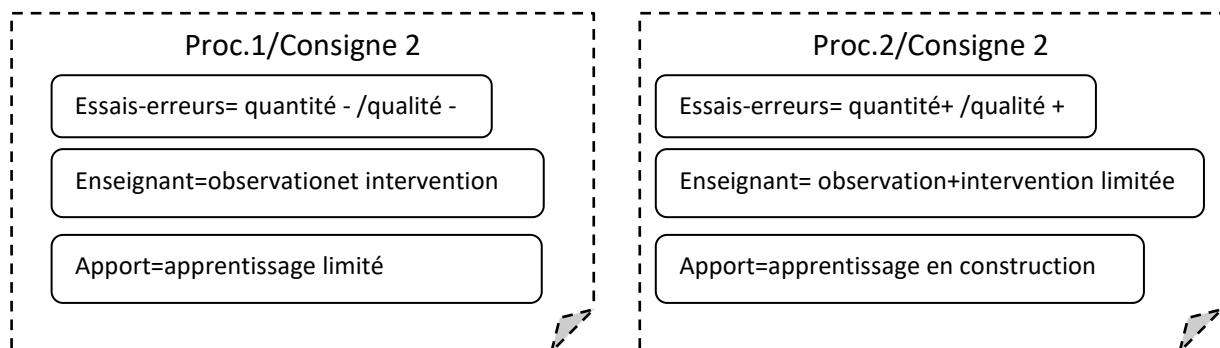 Proc.1/Consigne 2
Essais-erreurs= quantité - /qualité -
Enseignant=observationet intervention
Apport=apprentissage limité
Proc.2/Consigne 2
Essais-erreurs= quantité+ /qualité +
Enseignant= observation+intervention limitée
Apport=apprentissage en construction